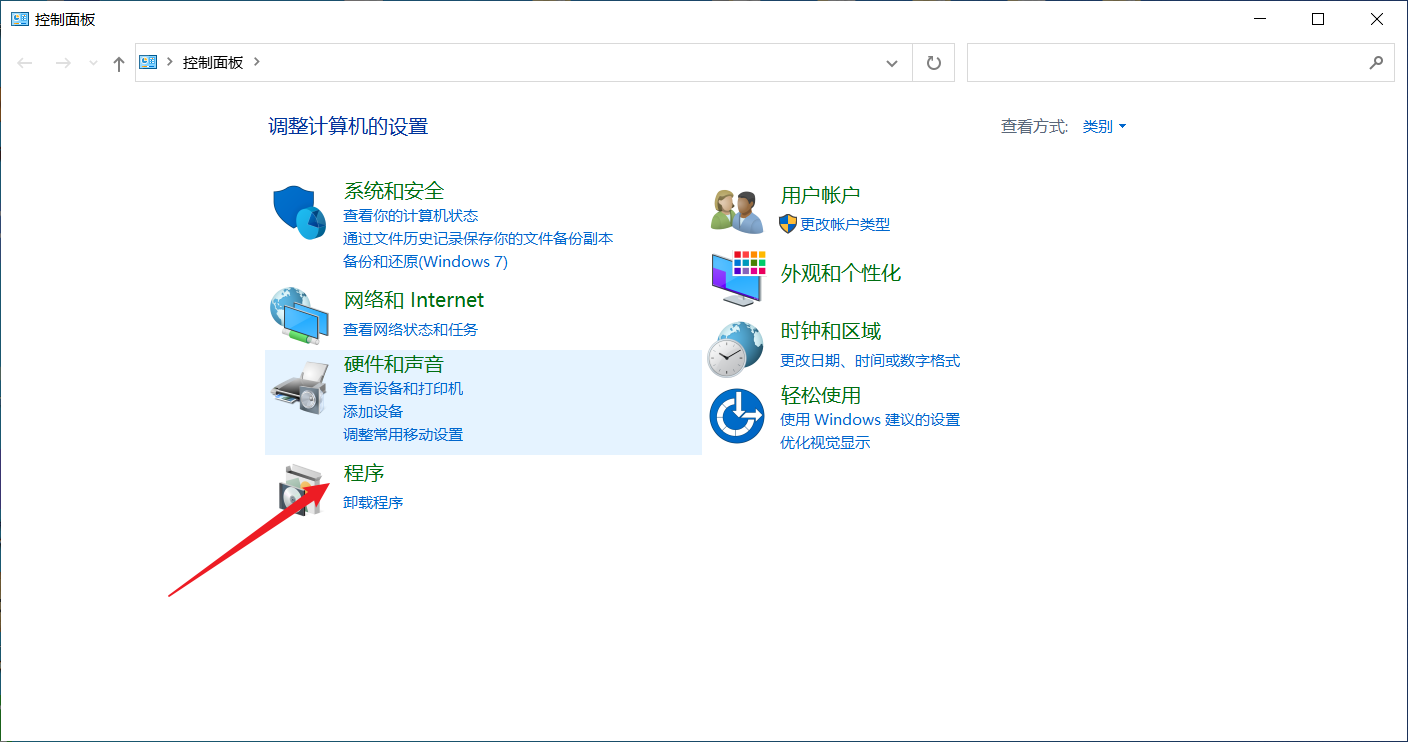 控制面板
控制面板
调整计算机的设置
查看方式: 类别
系统和安全
查看你的计算机状态
通过文件历史记录保存你的文件备份副本
备份和还原(Windows 7)
网络和 Internet
查看网络状态和任务
硬件和声音
查看设备和打印机
添加设备
调整常用移动设置
程序
卸载程序
用户帐户
更改帐户类型
外观和个性化
时钟和区域
更改日期、时间或数字格式
轻松使用
使用 Windows 建议的设置
优化视觉显示